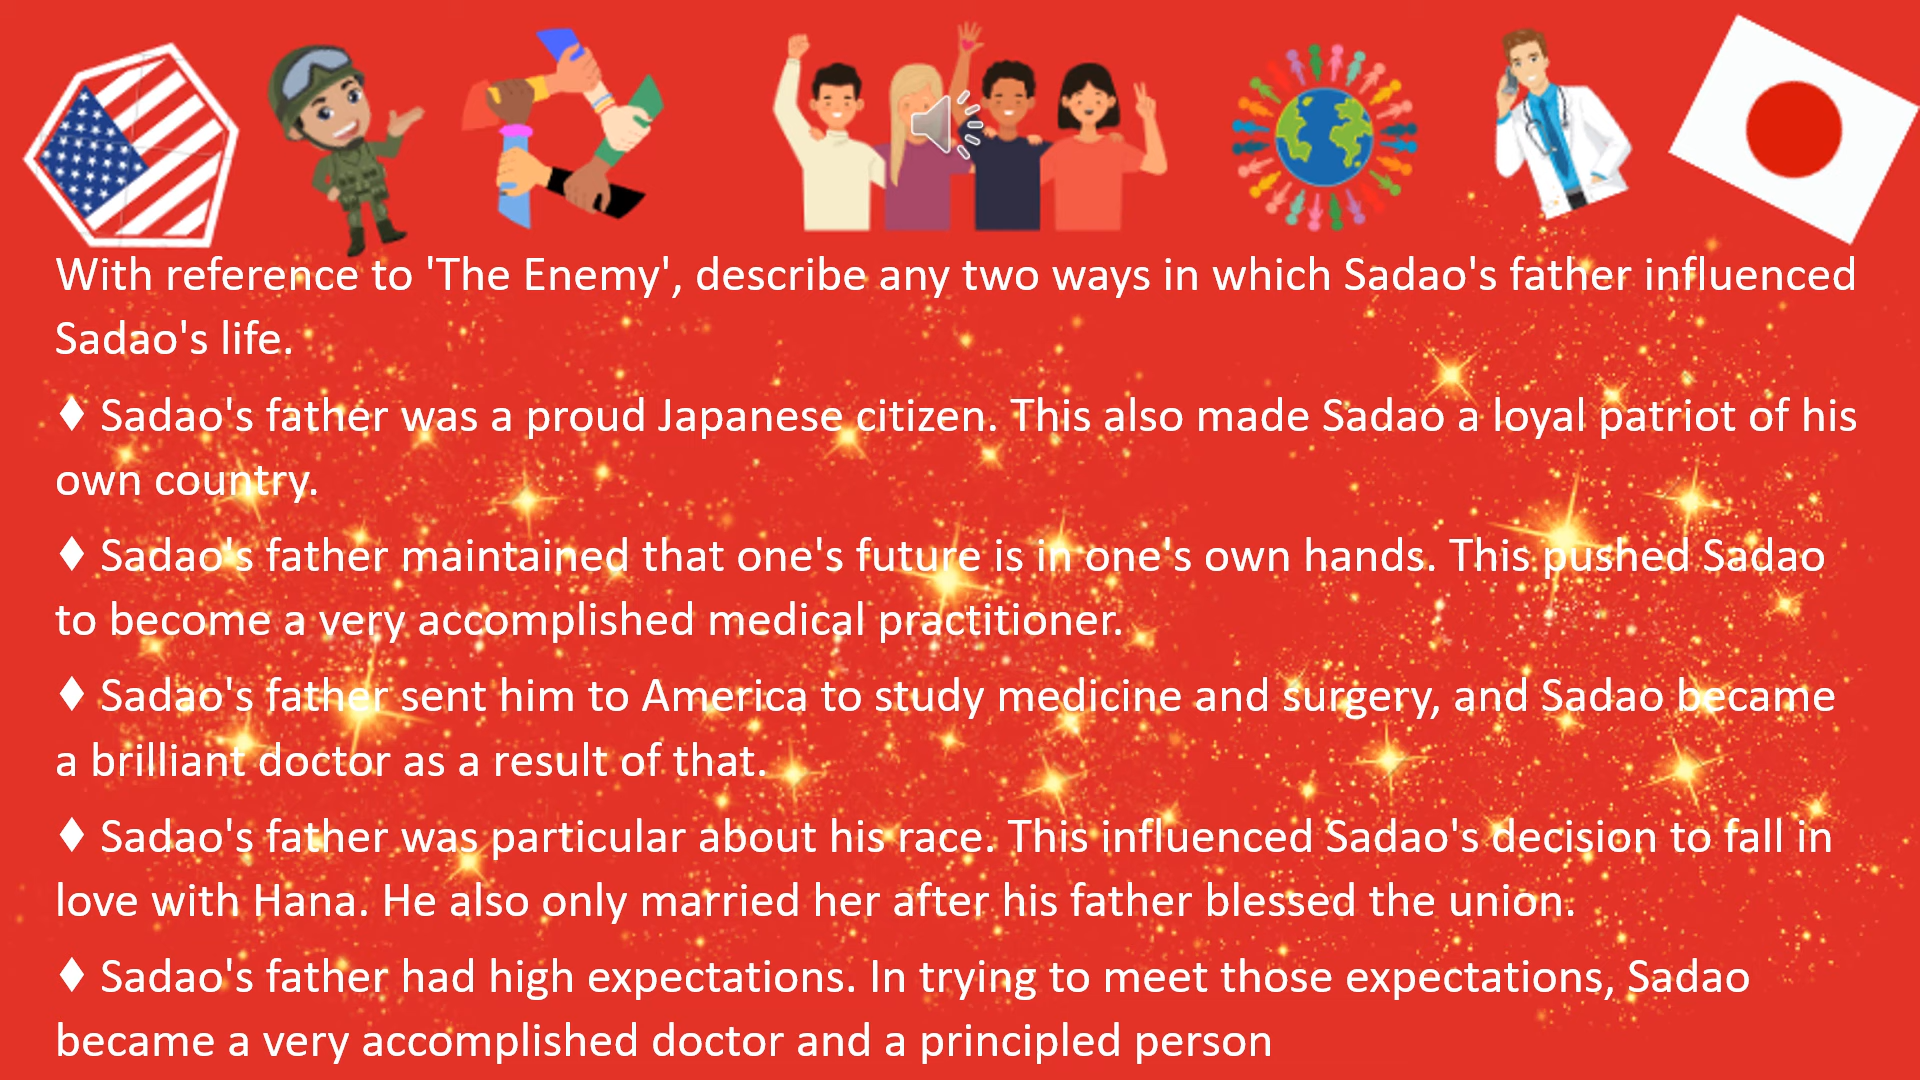 With reference to 'The Enemy', describe any two ways in which Sadao's father influenced
Sadao's life.
♦ Sadao's father was a proud Japanese citizen. This also made Sadao a loyal patriot of his
own country.
♦ Sadao's father maintained that one's future is in one's own hands. This pushed Sadao
to become a very accomplished medical practitioner.
♦ Sadao's father sent him to America to study medicine and surgery, and Sadao became
a brilliant doctor as a result of that.
♦ Sadao's father was particular about his race. This influenced Sadao's decision to fall in
love with Hana. He also only married her after his father blessed the union.
♦ Sadao's father had high expectations. In trying to meet those expectations, Sadao
became a very accomplished doctor and a principled person